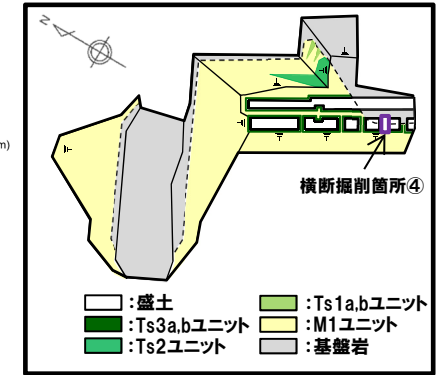 N
m)
横断掘削箇所④
:盛土
:Ts1a,bユニット
:Ts3a,bユニット
:M1ユニット
:Ts2ユニット
:基盤岩